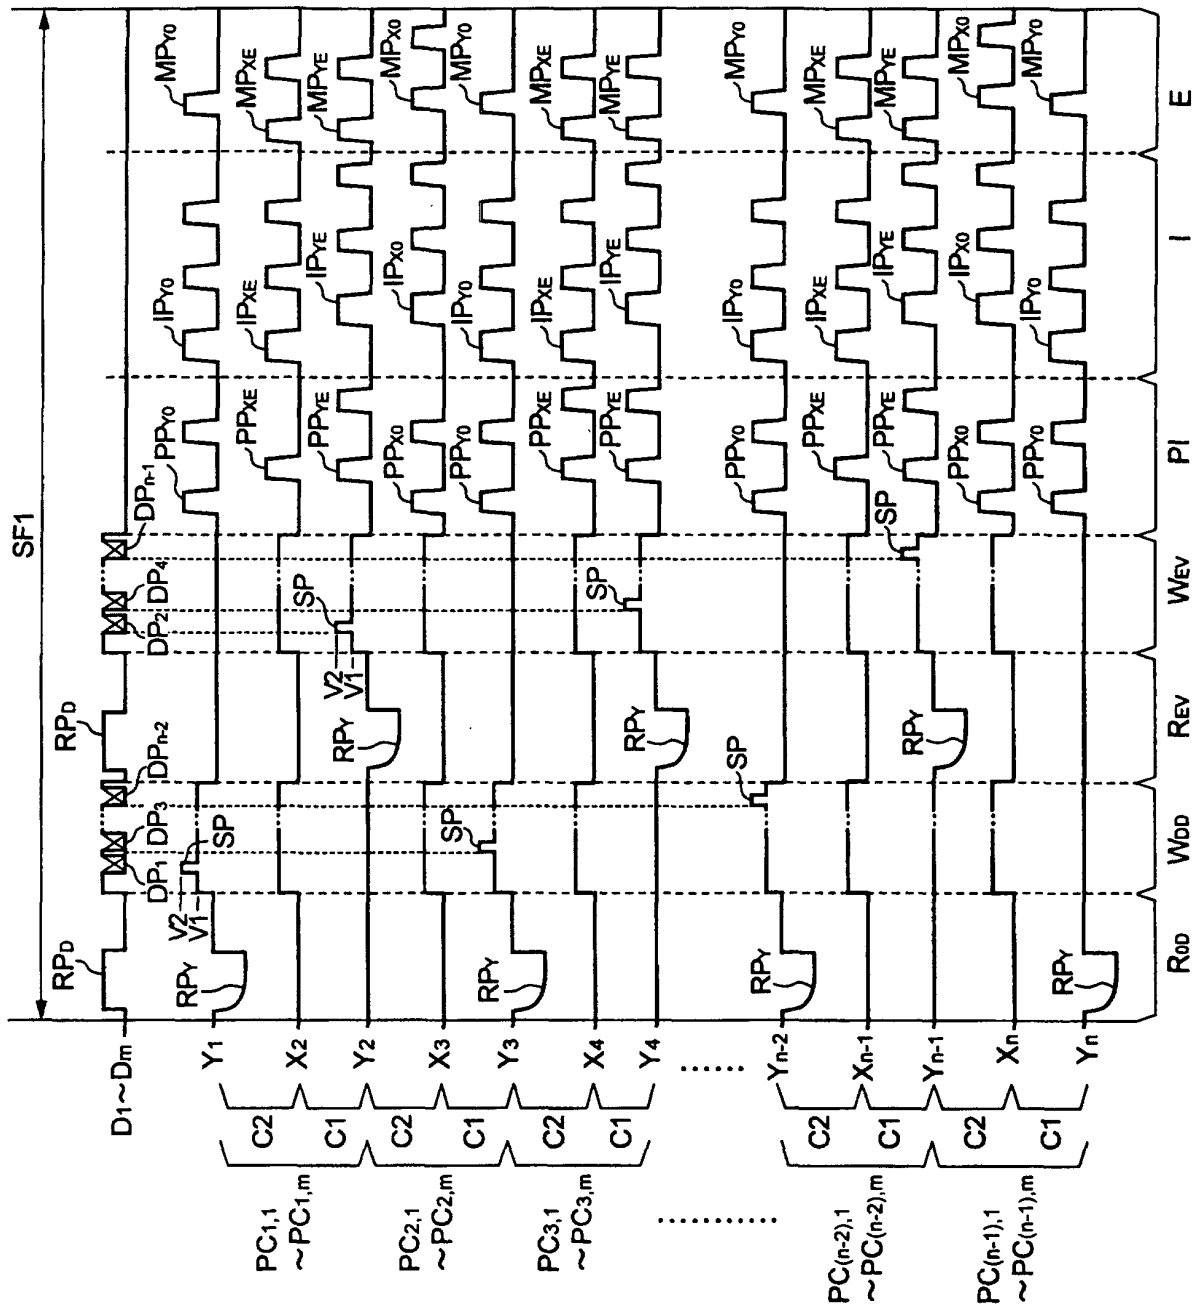 SF1
D1~Dm
RPD
DP1
DP3
DPn-2
RPD
DP2
DP4
DPn-1
Y1
RPY
V2
V1
SP
PPY0
IPY0
MPY0
PC1,1
~PC1,m
C2
X2
PPXE
IPXE
MPXE
C1
Y2
RPY
V2
V1
SP
PPYE
IPYE
MPYE
PC2,1
~PC2,m
C2
X3
PPX0
IPX0
MPX0
C1
Y3
RPY
SP
PPY0
IPY0
MPY0
PC3,1
~PC3,m
C2
X4
PPXE
IPXE
MPXE
C1
Y4
RPY
SP
PPYE
IPYE
MPYE
Yn-2
RPY
SP
PPY0
IPY0
MPY0
PC(n-2),1
~PC(n-2),m
C2
Xn-1
PPXE
IPXE
MPXE
C1
Yn-1
RPY
SP
PPYE
IPYE
MPYE
PC(n-1),1
~PC(n-1),m
C2
Xn
PPX0
IPX0
MPX0
C1
Yn
RPY
PPY0
IPY0
MPY0
ROD
WOD
REV
WEV
PI
I
E